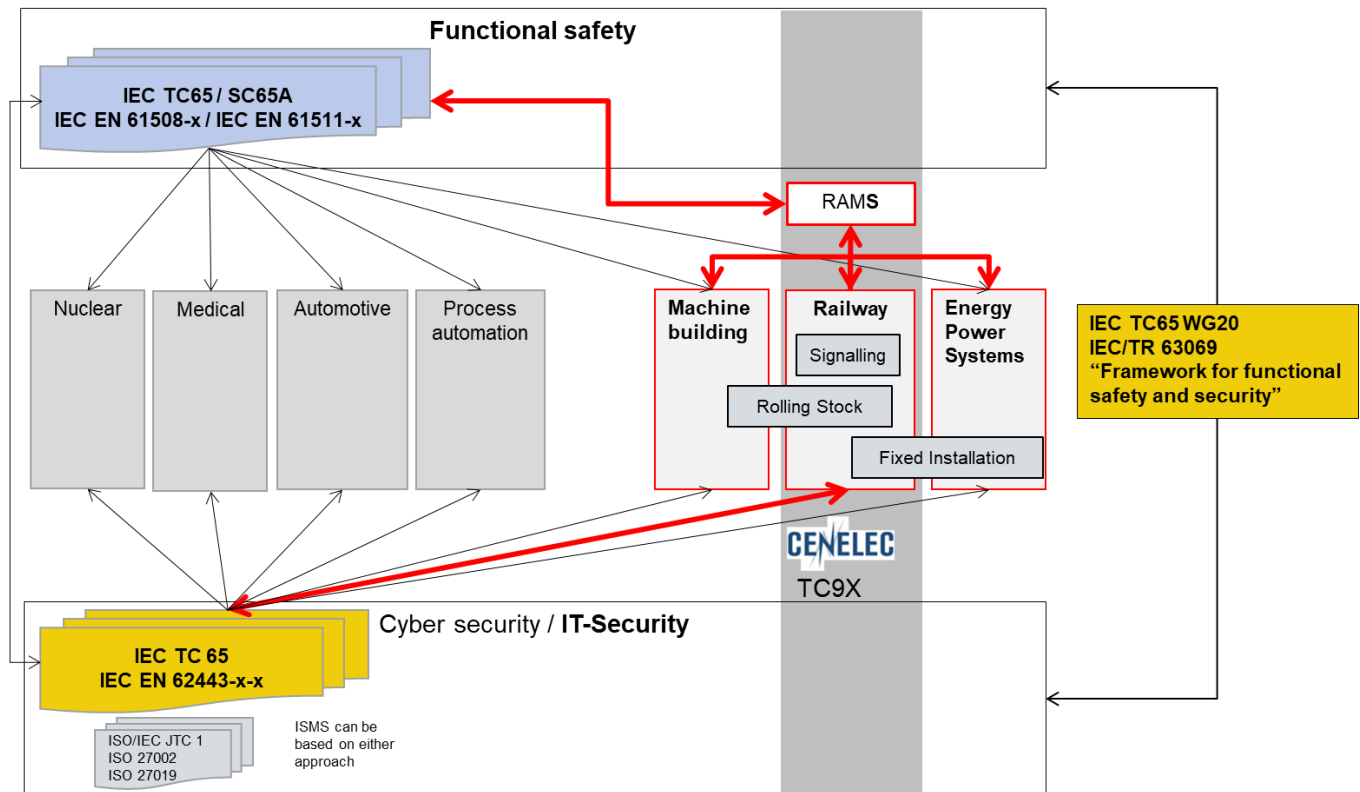 Functional safety
IEC TC65 / SC65A
IEC EN 61508-x / IEC EN 61511-x
RAMS
Nuclear
Medical
Automotive
Process
automation
Machine
building
Railway
Signalling
Rolling Stock
Energy
Power
Systems
Fixed Installation
IEC TC65 WG20
IEC/TR 63069
“Framework for functional
safety and security”
CENELEC
TC9X
Cyber security / IT-Security
IEC TC 65
IEC EN 62443-x-x
ISO/IEC JTC 1
ISO 27002
ISO 27019
ISMS can be
based on either
approach